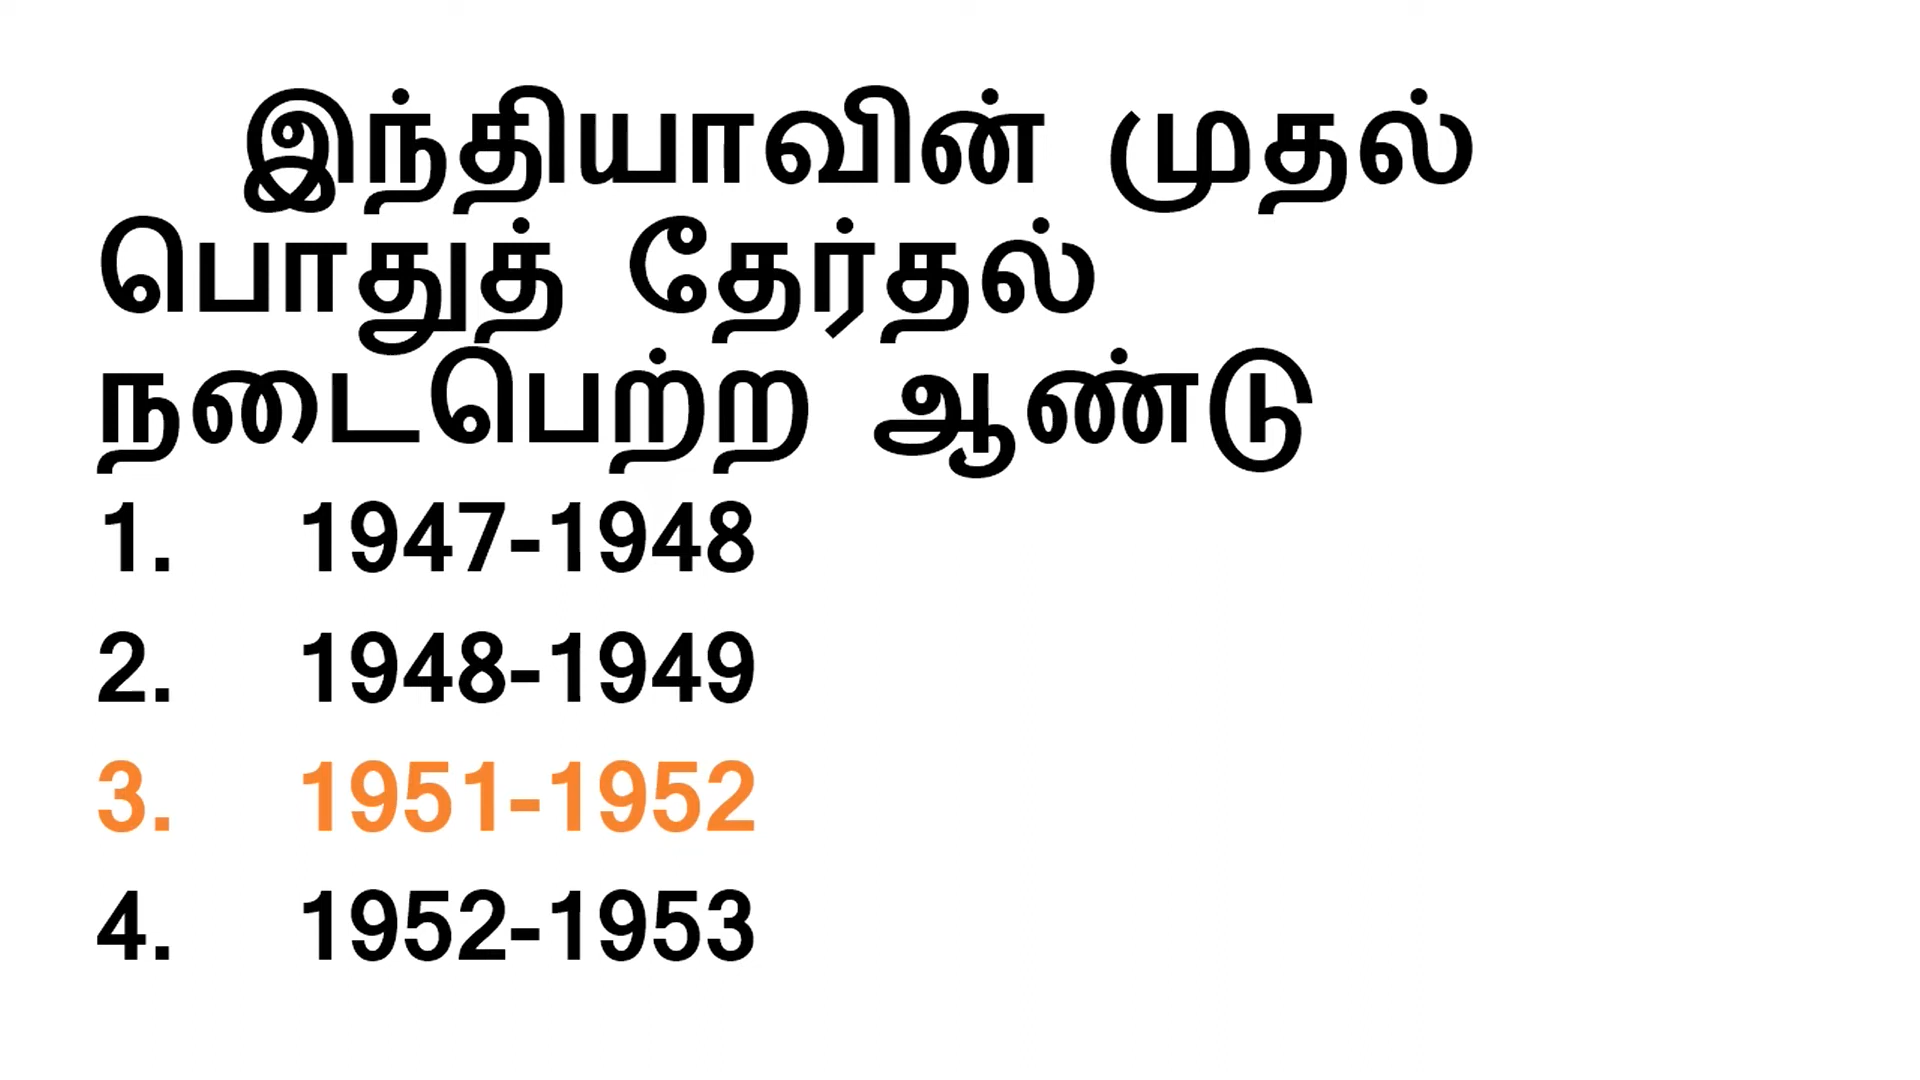 இந்தியாவின் முதல்
பொதுத் தேர்தல்
நடைபெற்ற ஆண்டு
1. 1947-1948
2. 1948-1949
3. 1951-1952
4. 1952-1953